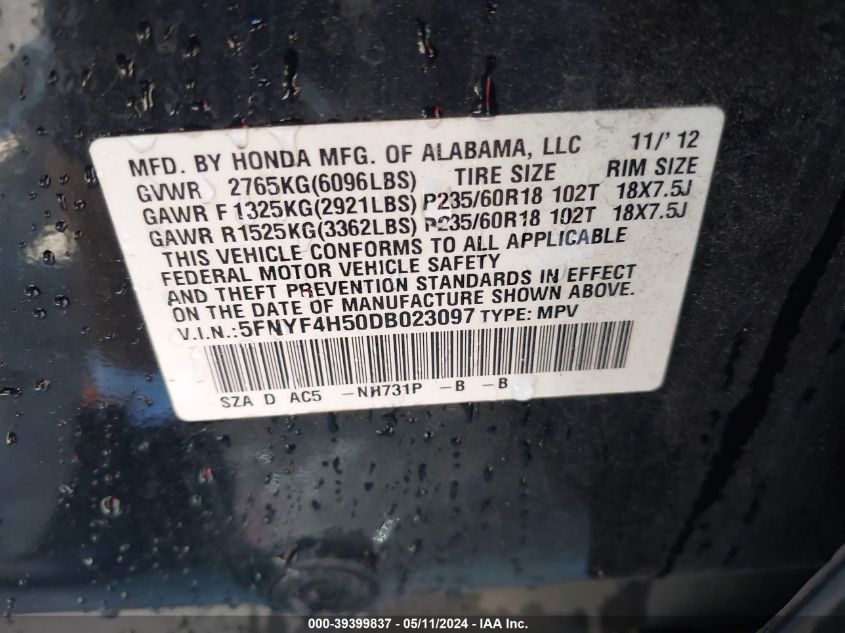 MFD. BY HONDA MFG. OF ALABAMA, LLC 11/' 12
GVWR 2765KG(6096LBS) TIRE SIZE RIM SIZE
GAWR F 1325KG(2921LBS) P235/60R18 102T 18X7.5J
GAWR R1525KG(3362LBS) P235/60R18 102T 18X7.5J
THIS VEHICLE CONFORMS TO ALL APPLICABLE
FEDERAL MOTOR VEHICLE SAFETY
AND THEFT PREVENTION STANDARDS IN EFFECT
ON THE DATE OF MANUFACTURE SHOWN ABOVE.
V.I.N.:5FNYF4H50DB023097 TYPE: MPV
SZA D AC5 -NH731P -B -B
000-39399837 - 05/11/2024 - IAA Inc.